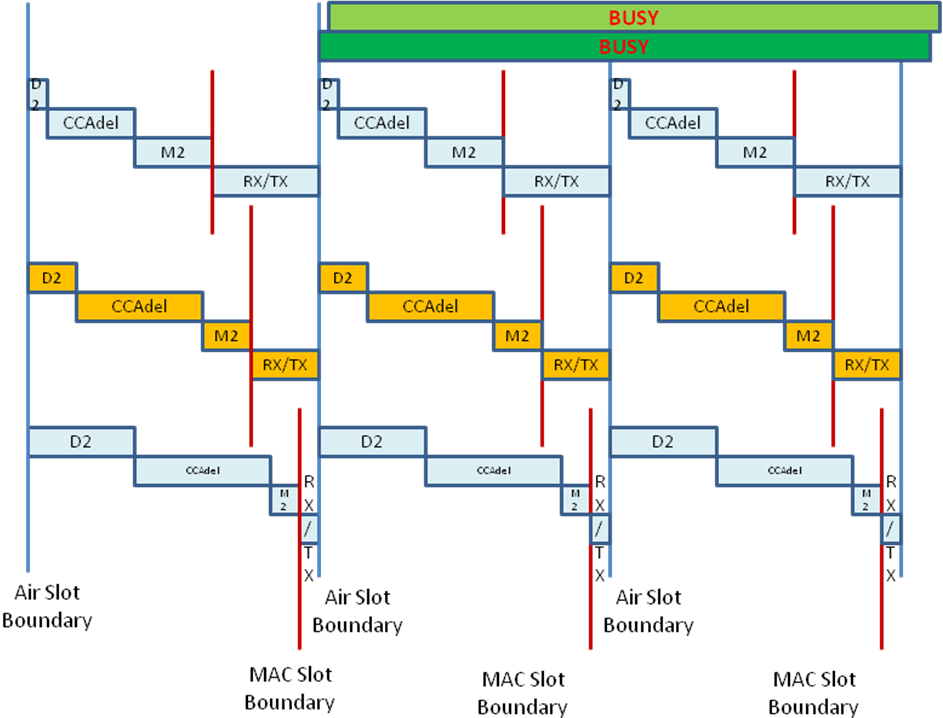 BUSY
BUSY
D
2
D
2
D
2
CCAdel
CCAdel
CCAdel
M2
M2
M2
RX/TX
RX/TX
RX/TX
D2
D2
D2
CCAdel
CCAdel
CCAdel
M2
M2
M2
RX/TX
RX/TX
RX/TX
D2
D2
D2
CCAdel
CCAdel
CCAdel
M
2
M
2
M
2
R
X
/
T
X
R
X
/
T
X
R
X
/
T
X
Air Slot
Boundary
Air Slot
Boundary
Air Slot
Boundary
MAC Slot
Boundary
MAC Slot
Boundary
MAC Slot
Boundary